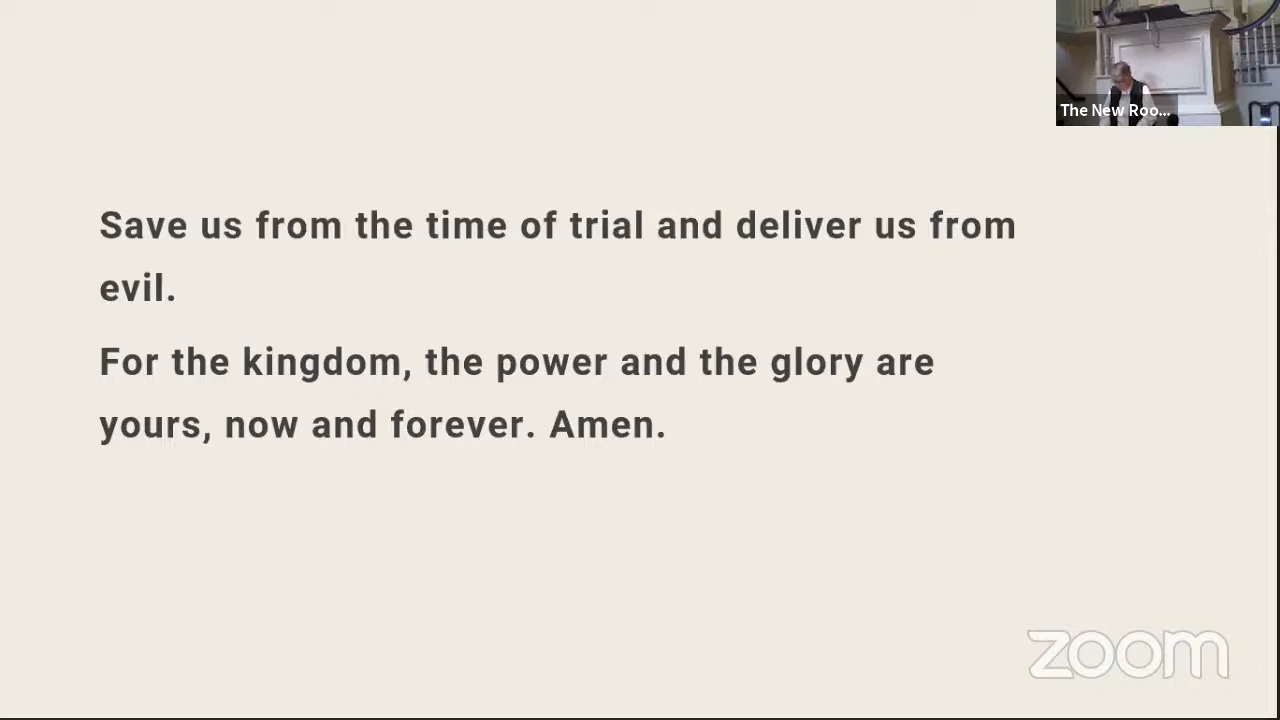 The New Roo...
Save us from the time of trial and deliver us from
evil.
For the kingdom, the power and the glory are
yours, now and forever. Amen.
zoom